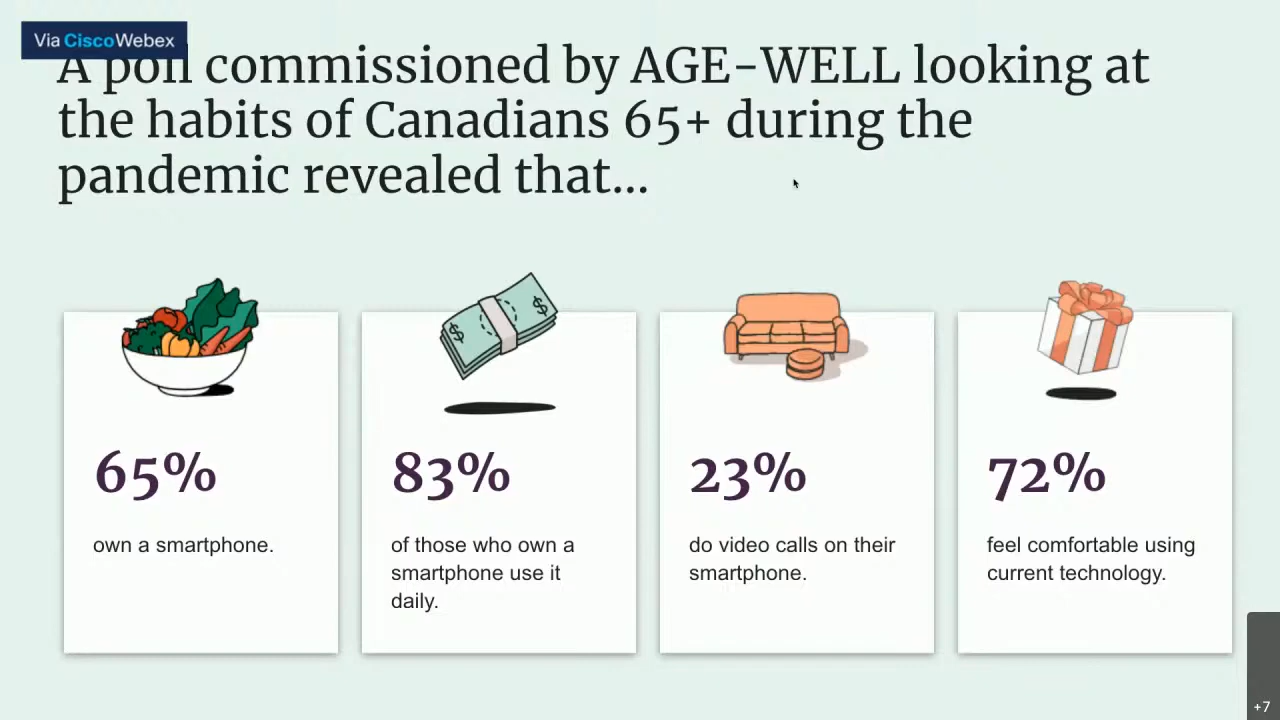 Via CiscoWebex
A poll commissioned by AGE-WELL looking at
the habits of Canadians 65+ during the
pandemic revealed that...
65%
own a smartphone.
83%
of those who own a
smartphone use it
daily.
23%
do video calls on their
smartphone.
72%
feel comfortable using
current technology.
+7